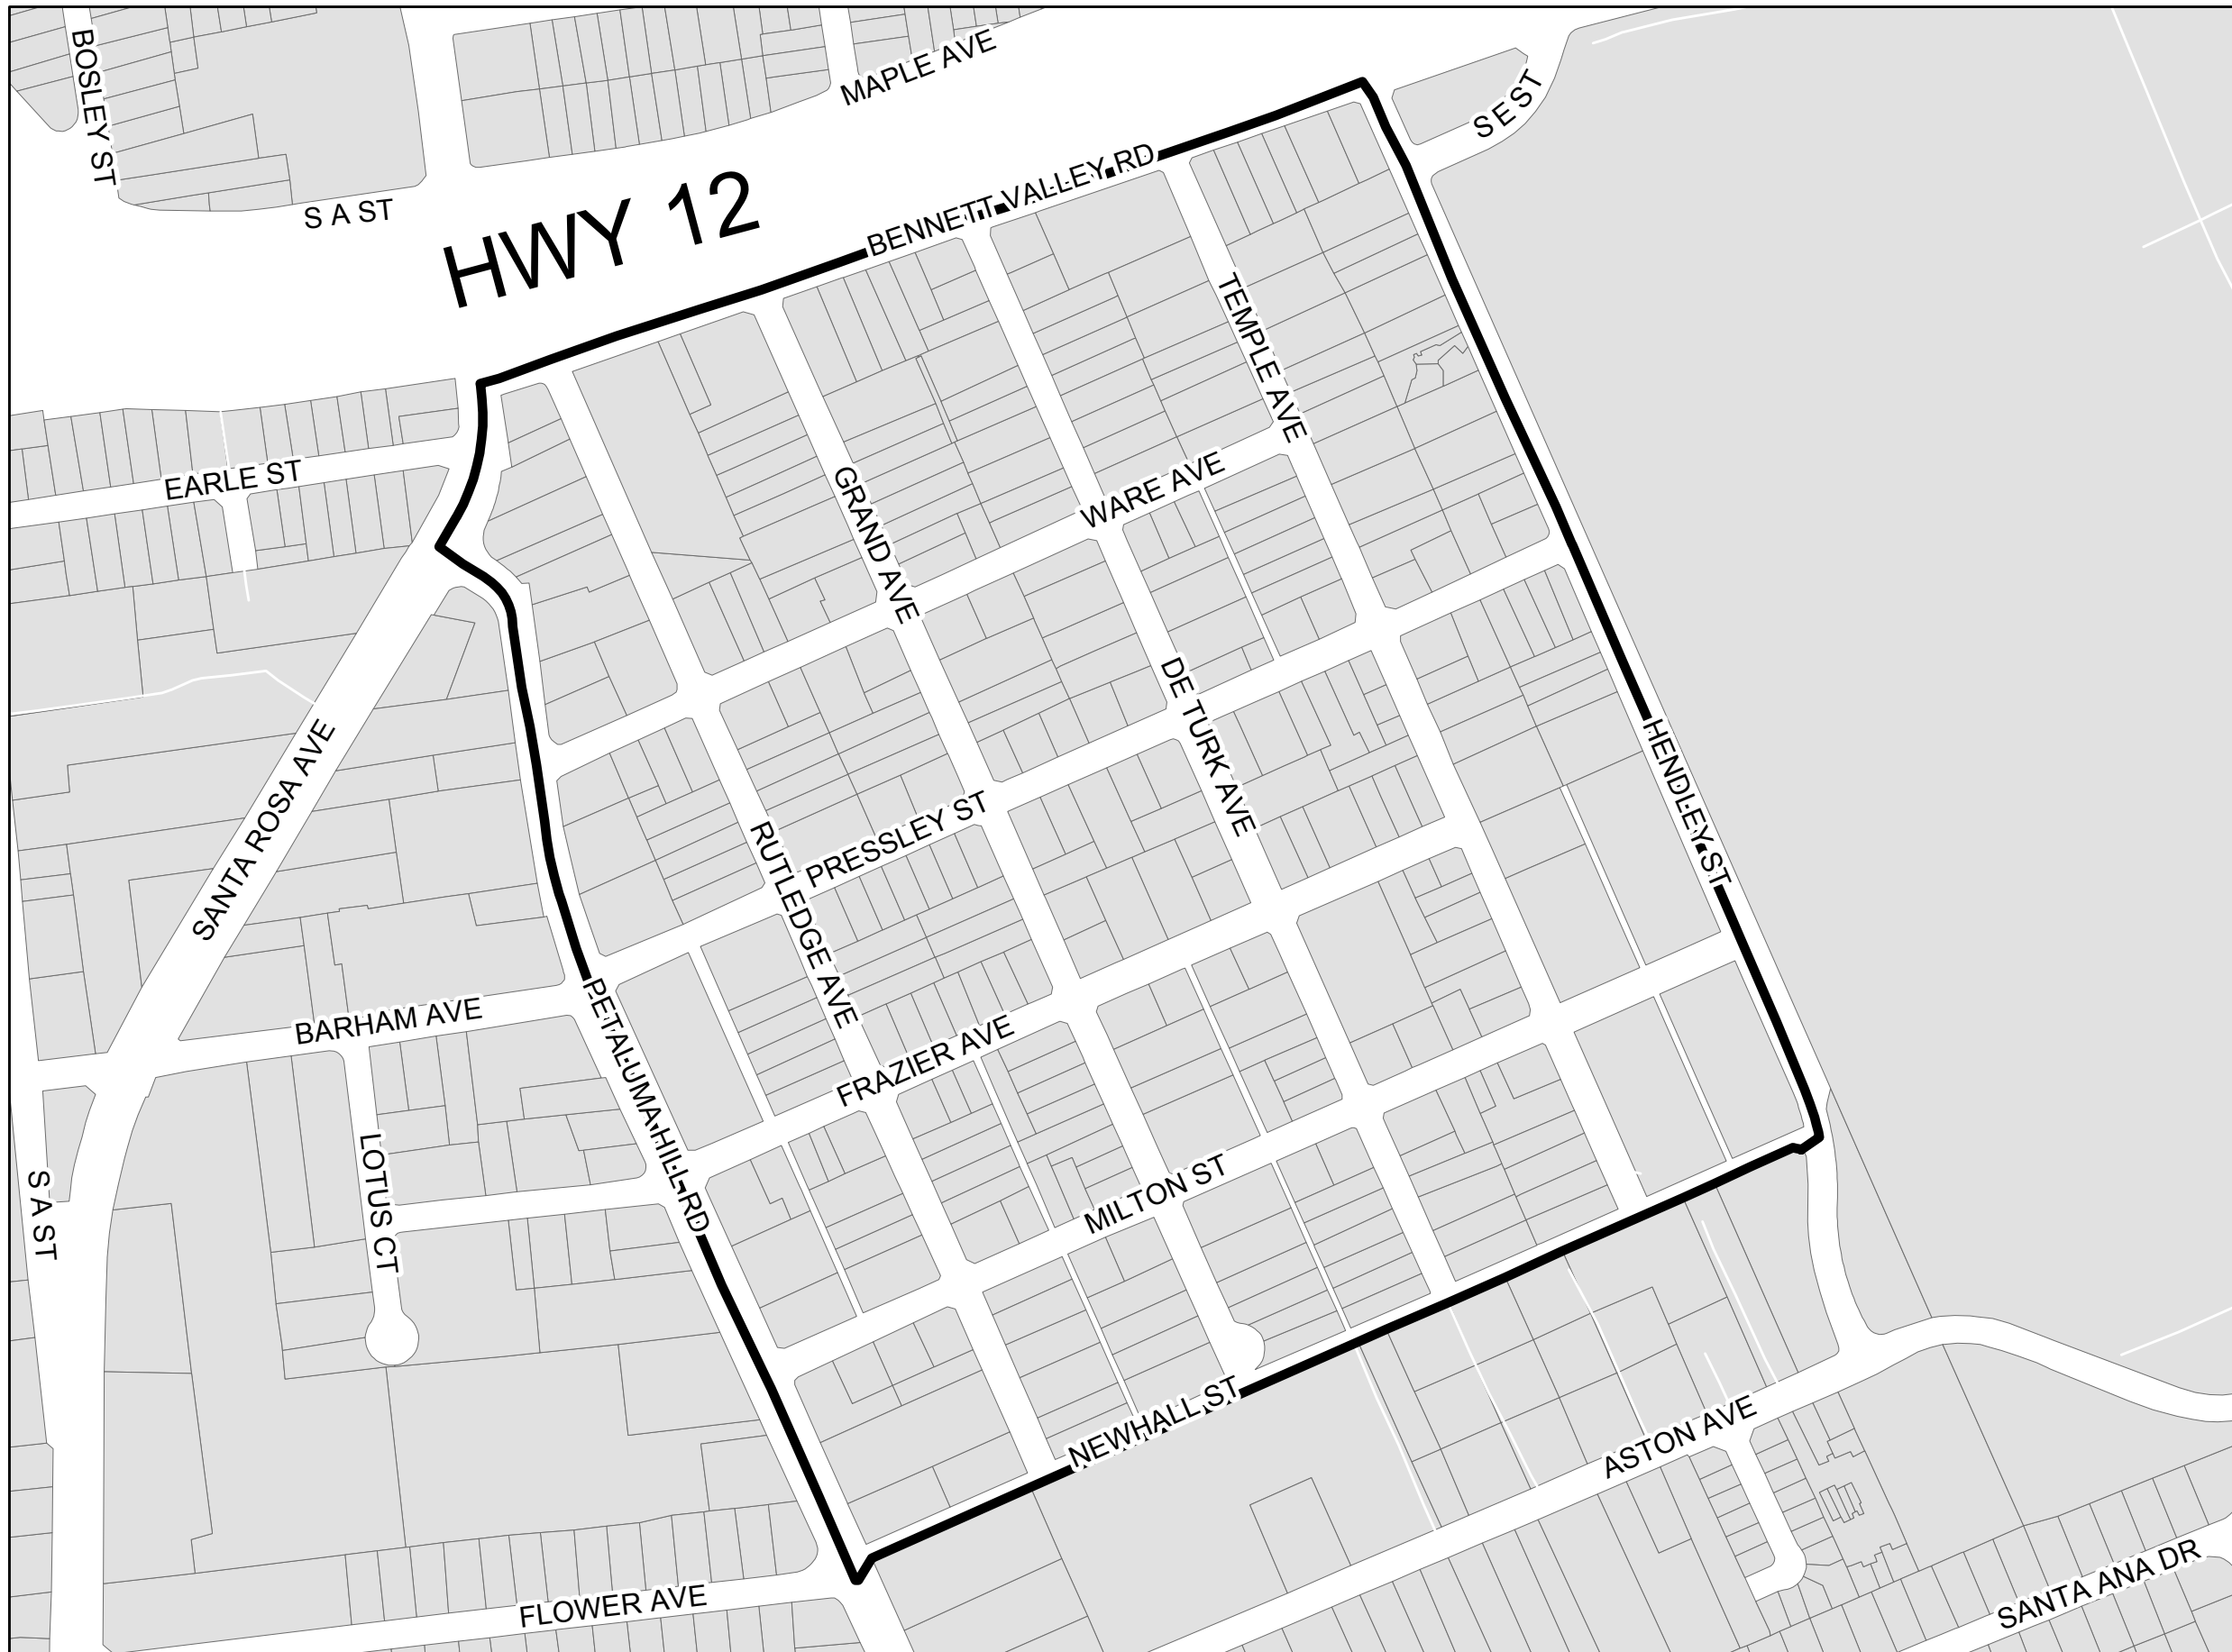 BOSLEY ST
MAPLE AVE
S E ST
S A ST
HWY 12
BENNETT VALLEY RD
TEMPLE AVE
EARLE ST
GRAND AVE
WARE AVE
DE TURK AVE
SANTA ROSA AVE
RUTLEDGE AVE
PRESSLEY ST
HENDLEY ST
BARHAM AVE
PETALUMA HILL RD
FRAZIER AVE
LOTUS CT
S A ST
MILTON ST
NEWHALL ST
ASTON AVE
FLOWER AVE
SANTA ANA DR